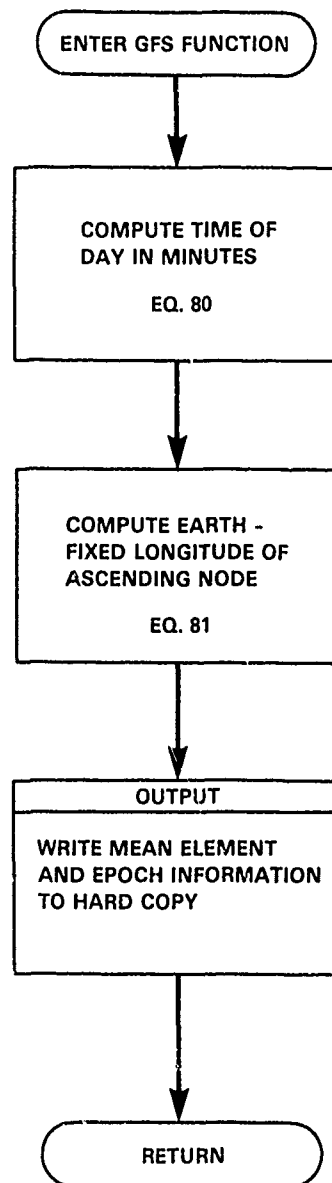 ENTER GFS FUNCTION
COMPUTE TIME OF
DAY IN MINUTES
EQ. 80
COMPUTE EARTH -
FIXED LONGITUDE OF
ASCENDING NODE
EQ. 81
OUTPUT
WRITE MEAN ELEMENT
AND EPOCH INFORMATION
TO HARD COPY
RETURN